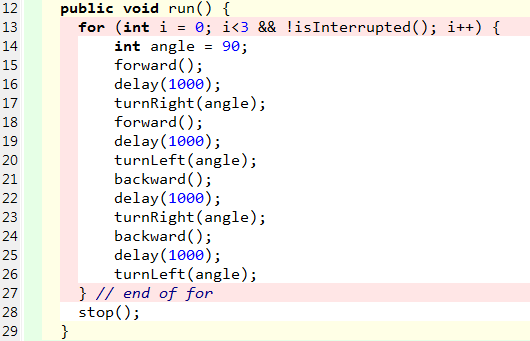 12 public void run() {
13 for (int i = 0; i<3 && !isInterrupted(); i++) {
14 int angle = 90;
15 forward();
16 delay(1000);
17 turnRight(angle);
18 forward();
19 delay(1000);
20 turnLeft(angle);
21 backward();
22 delay(1000);
23 turnRight(angle);
24 backward();
25 delay(1000);
26 turnLeft(angle);
27 } // end of for
28 stop();
29 }